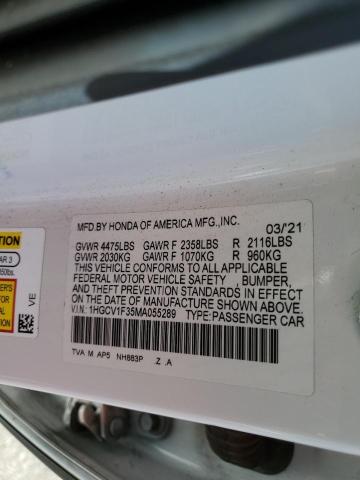 MFD.BY HONDA OF AMERICA MFG.,INC. 03/'21
GVWR 4475LBS GAWR F 2358LBS R 2116LBS
GVWR 2030KG GAWR F 1070KG R 960KG
THIS VEHICLE CONFORMS TO ALL APPLICABLE
FEDERAL MOTOR VEHICLE SAFETY , BUMPER,
AND THEFT PREVENTION STANDARDS IN EFFECT
ON THE DATE OF MANUFACTURE SHOWN ABOVE.
V.I.N: 1HGCV1F35MA055289 TYPE:PASSENGER CAR
TVA M AP5 NH883P .Z .A
VE